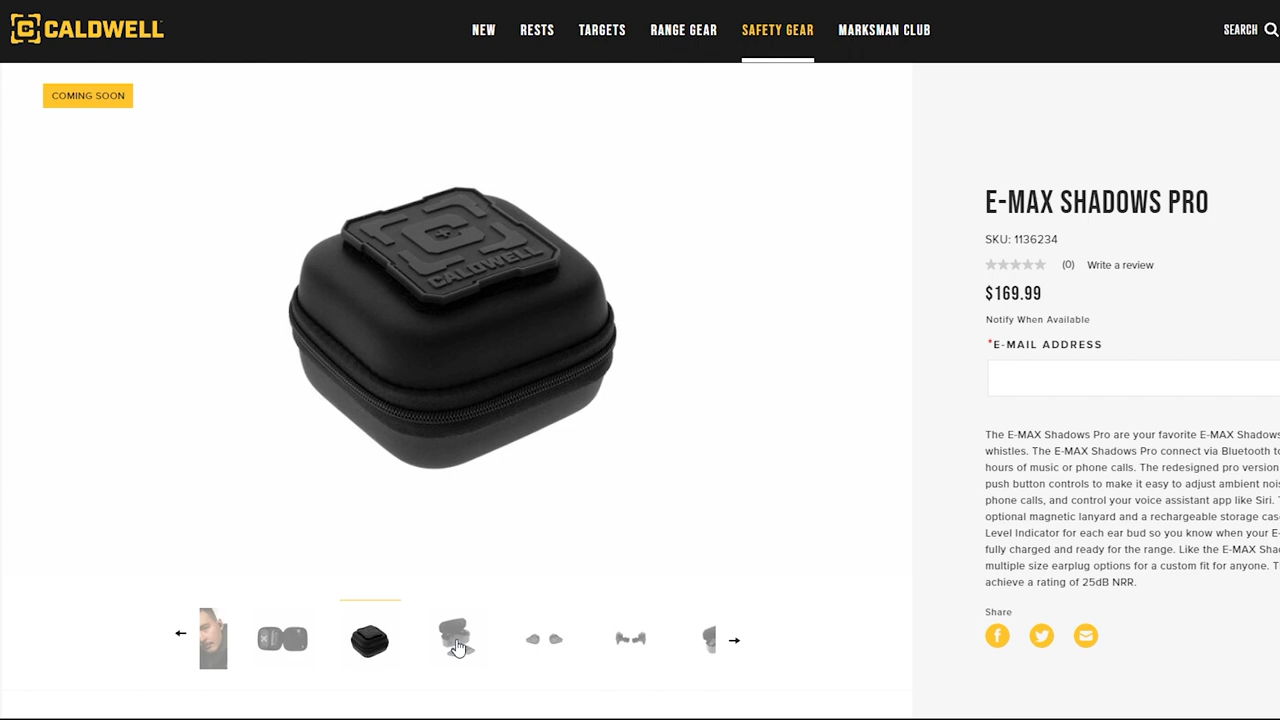 CALDWELL
NEW RESTS TARGETS RANGE GEAR SAFETY GEAR MARKSMAN CLUB
SEARCH
COMING SOON
CALDWELL
E-MAX SHADOWS PRO
SKU: 1136234
(0) Write a review
$169.99
Notify When Available
*E-MAIL ADDRESS
The E-MAX Shadows Pro are your favorite E-MAX Shadows
whistles. The E-MAX Shadows Pro connect via Bluetooth to
hours of music or phone calls. The redesigned pro version
push button controls to make it easy to adjust ambient noi
phone calls, and control your voice assistant app like Siri.
optional magnetic lanyard and a rechargeable storage cas
Level Indicator for each ear bud so you know when your E-
fully charged and ready for the range. Like the E-MAX Sha
multiple size earplug options for a custom fit for anyone. T
achieve a rating of 25dB NRR.
Share